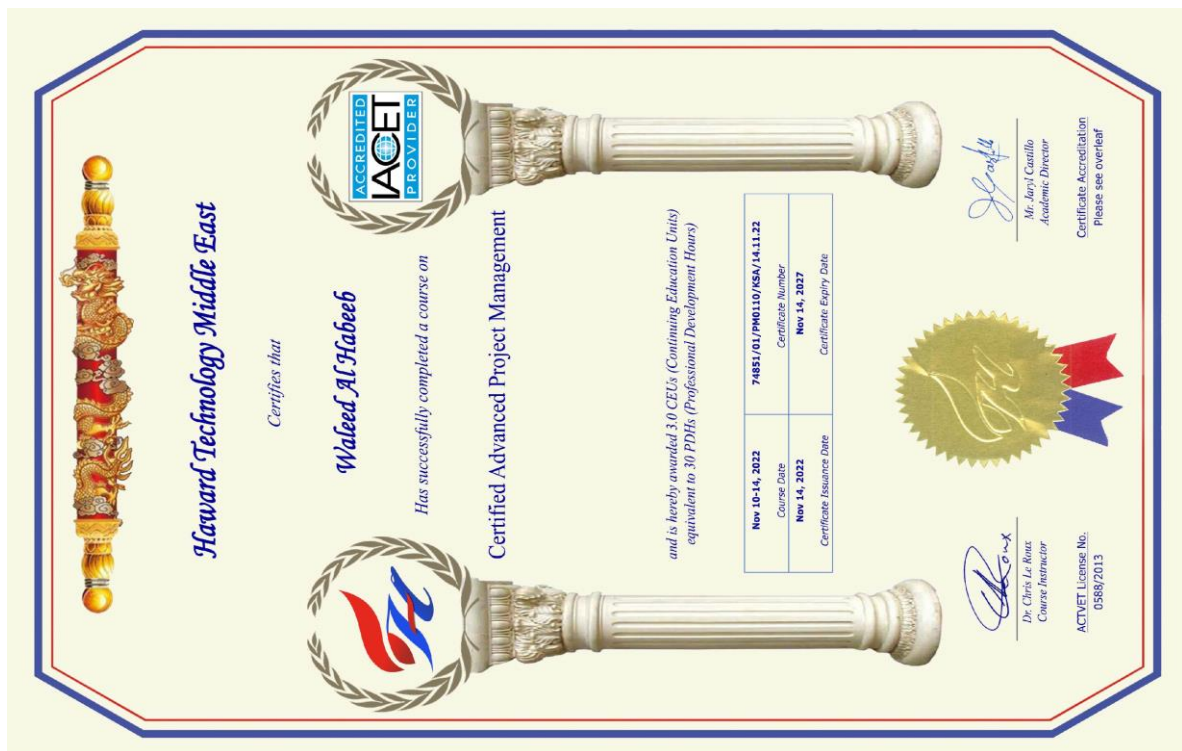 Haward Technology Middle East
Certifies that
Waleed Al Habeeb
ACCREDITED
IACET
PROVIDER
Has successfully completed a course on
Certified Advanced Project Management
and is hereby awarded 3.0 CEUs (Continuing Education Units)
equivalent to 30 PDHs (Professional Development Hours)
Nov 10-14, 2022 74851/01/PM0110/KSA/14.11.22
Course Date Certificate Number
Nov 14, 2022 Nov 14, 2027
Certificate Issuance Date Certificate Expiry Date
Dr. Chris Le Roux
Course Instructor
Mr. Jaryl Castillo
Academic Director
ACTVET License No.
0588/2013
Certificate Accreditation
Please see overleaf